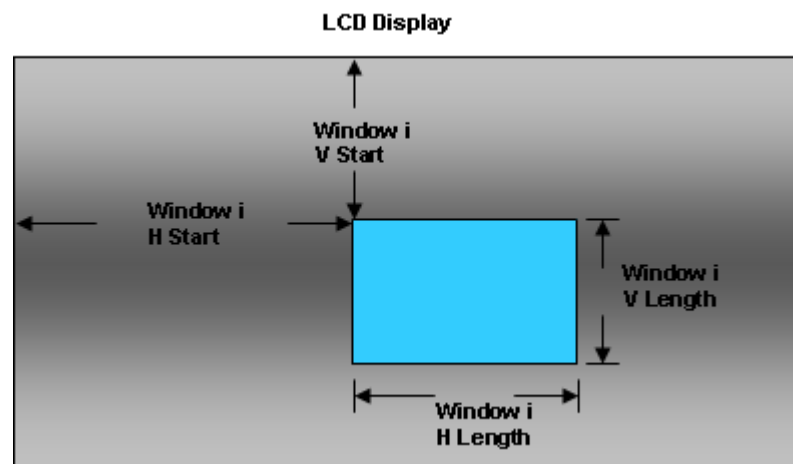 LCD Display
Window i
V Start
Window i
H Start
Window i
V Length
Window i
H Length